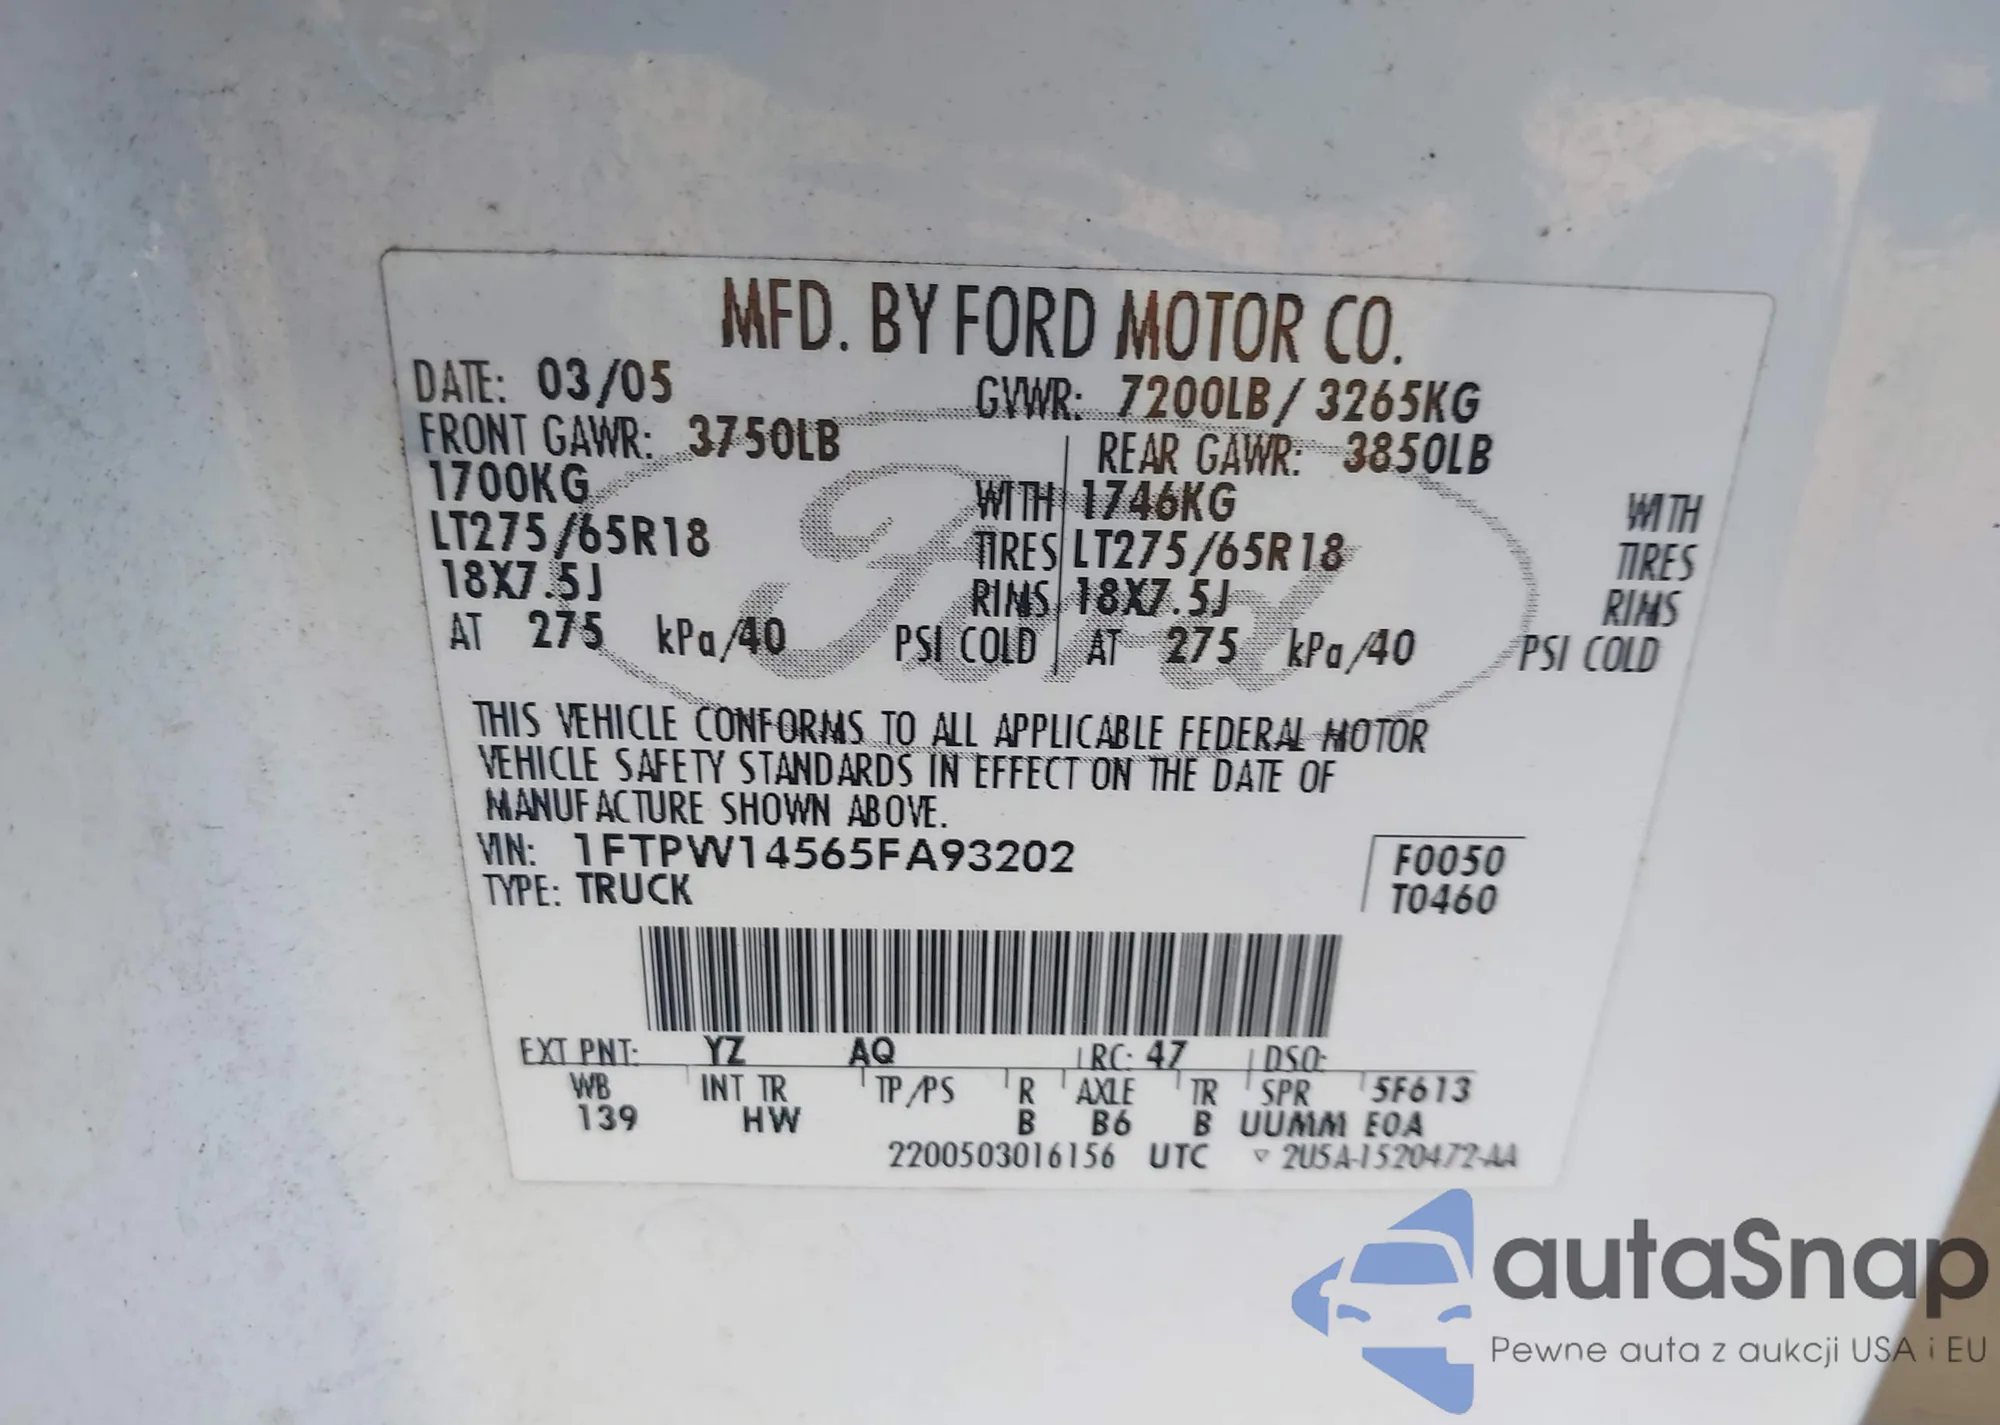 MFD. BY FORD MOTOR CO.
DATE: 03/05 GVWR: 7200LB / 3265KG
FRONT GAWR: 3750LB REAR GAWR: 3850LB
1700KG WITH 1746KG WITH
LT275/65R18 TIRES LT275/65R18 TIRES
18X7.5J RIMS 18X7.5J RIMS
AT 275 kPa/40 PSI COLD AT 275 kPa/40 PSI COLD
Ford
THIS VEHICLE CONFORMS TO ALL APPLICABLE FEDERAL MOTOR
VEHICLE SAFETY STANDARDS IN EFFECT ON THE DATE OF
MANUFACTURE SHOWN ABOVE.
VIN: 1FTPW14565FA93202
TYPE: TRUCK
F0050
T0460
EXT PNT: YZ AQ RC: 47 DSO:
WB INT TR TP/PS R AXLE TR SPR 5F613
139 HW B B6 B UUMM E0A
2200503016156 UTC ▽ 2U5A-1520472-AA
autaSnap
Pewne auta z aukcji USA i EU